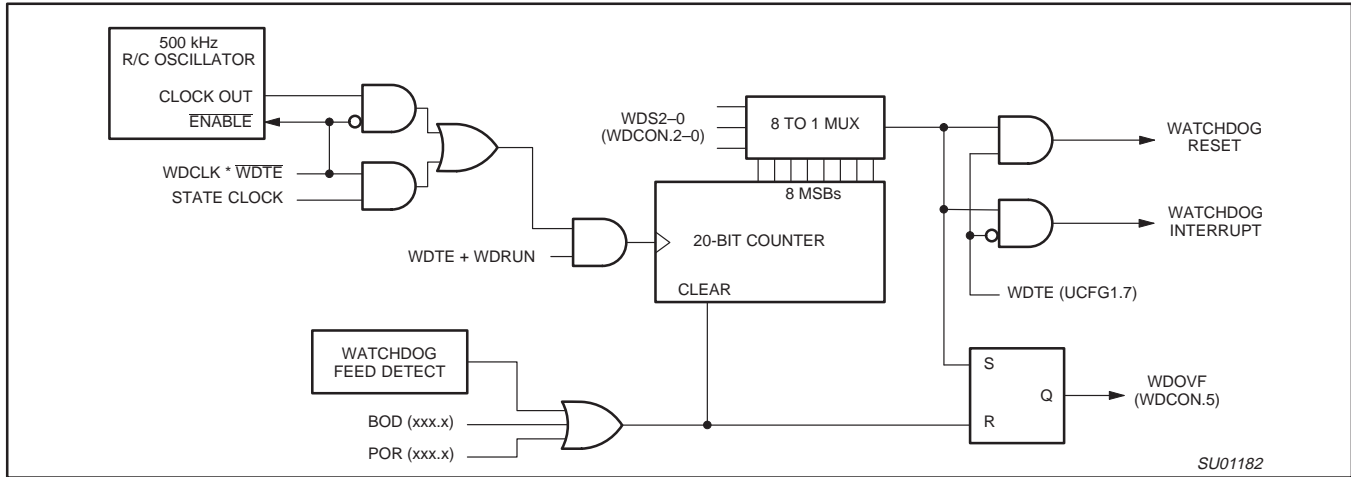 500 kHz
R/C OSCILLATOR
CLOCK OUT
ENABLE
WDCLK * WDTE
STATE CLOCK
WDTE + WDRUN
WDS2–0
(WDCON.2–0)
8 TO 1 MUX
8 MSBs
20-BIT COUNTER
CLEAR
WATCHDOG
RESET
WATCHDOG
INTERRUPT
WDTE (UCFG1.7)
WATCHDOG
FEED DETECT
BOD (xxx.x)
POR (xxx.x)
S
Q
R
WDOVF
(WDCON.5)
SU01182